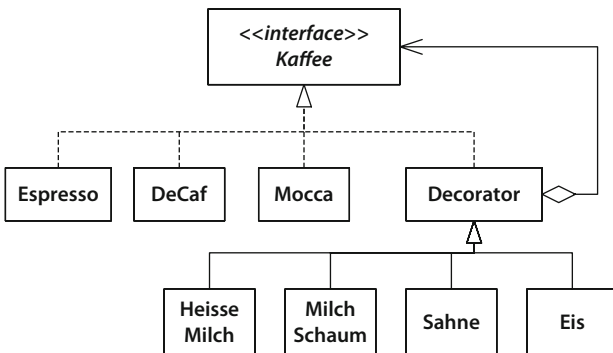 <<interface>>
Kaffee
Espresso
DeCaf
Mocca
Decorator
Heisse
Milch
Milch
Schaum
Sahne
Eis